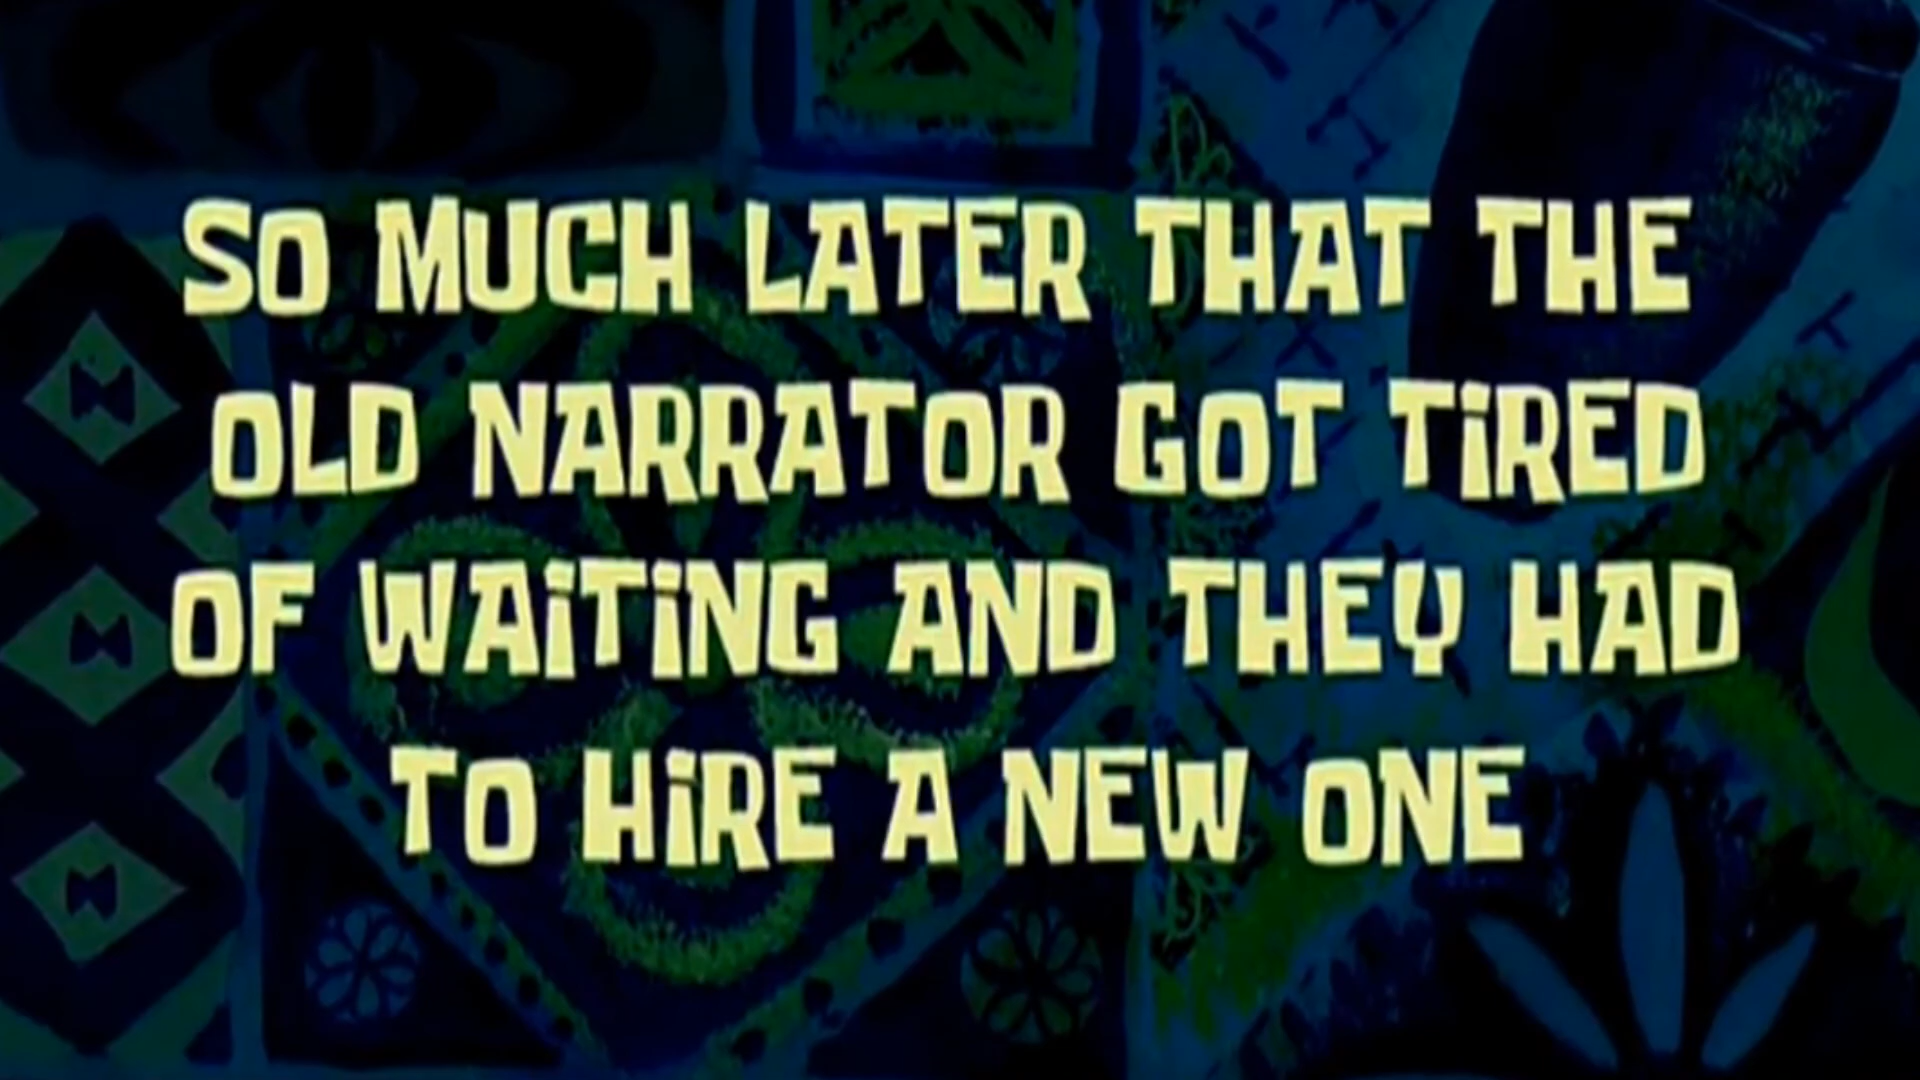 SO MUCH LATER THAT THE
OLD NARRATOR GOT TiRED
OF WAiTiNG AND THEY HAD
TO HiRE A NEW ONE